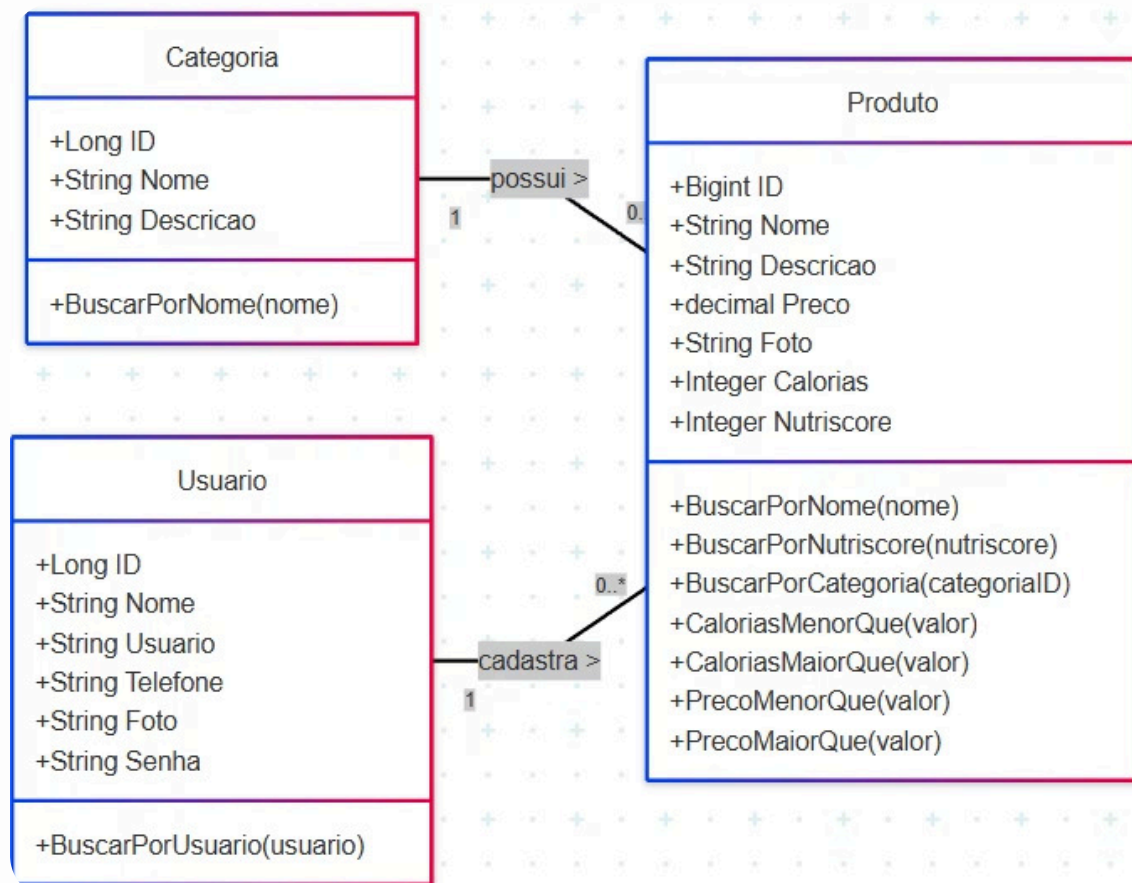 Categoria
+Long ID
+String Nome
+String Descricao
+BuscarPorNome(nome)
possui >
1
0..
Produto
+Bigint ID
+String Nome
+String Descricao
+decimal Preco
+String Foto
+Integer Calorias
+Integer Nutriscore
+BuscarPorNome(nome)
+BuscarPorNutriscore(nutriscore)
+BuscarPorCategoria(categoriaID)
+CaloriasMenorQue(valor)
+CaloriasMaiorQue(valor)
+PrecoMenorQue(valor)
+PrecoMaiorQue(valor)
Usuario
+Long ID
+String Nome
+String Usuario
+String Telefone
+String Foto
+String Senha
+BuscarPorUsuario(usuario)
0..*
cadastra >
1